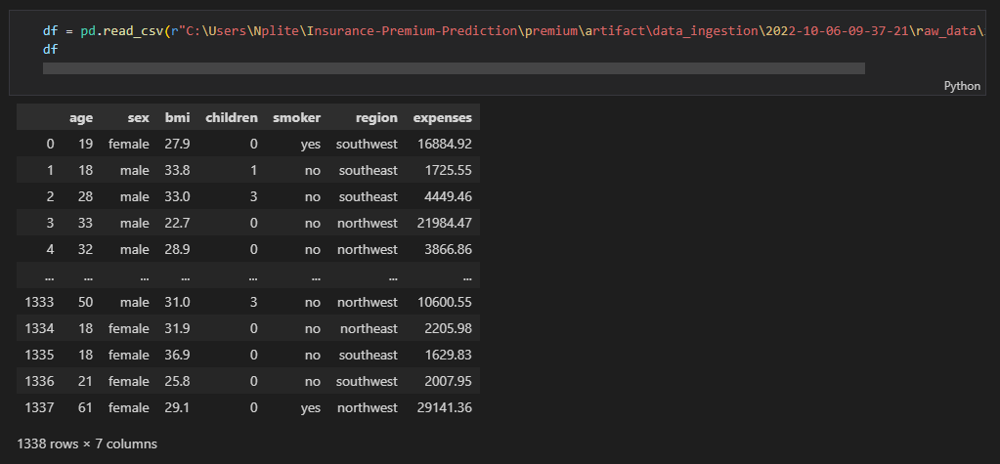 df = pd.read_csv(r"C:\Users\Nplite\Insurance-Premium-Prediction\premium\artifact\data_ingestion\2022-10-06-09-37-21\raw_data\
df
Python
age sex bmi children smoker region expenses
0 19 female 27.9 0 yes southwest 16884.92
1 18 male 33.8 1 no southeast 1725.55
2 28 male 33.0 3 no southeast 4449.46
3 33 male 22.7 0 no northwest 21984.47
4 32 male 28.9 0 no northwest 3866.86
... ... ... ... ... ... ... ...
1333 50 male 31.0 3 no northwest 10600.55
1334 18 female 31.9 0 no northeast 2205.98
1335 18 female 36.9 0 no southeast 1629.83
1336 21 female 25.8 0 no southwest 2007.95
1337 61 female 29.1 0 yes northwest 29141.36
1338 rows × 7 columns